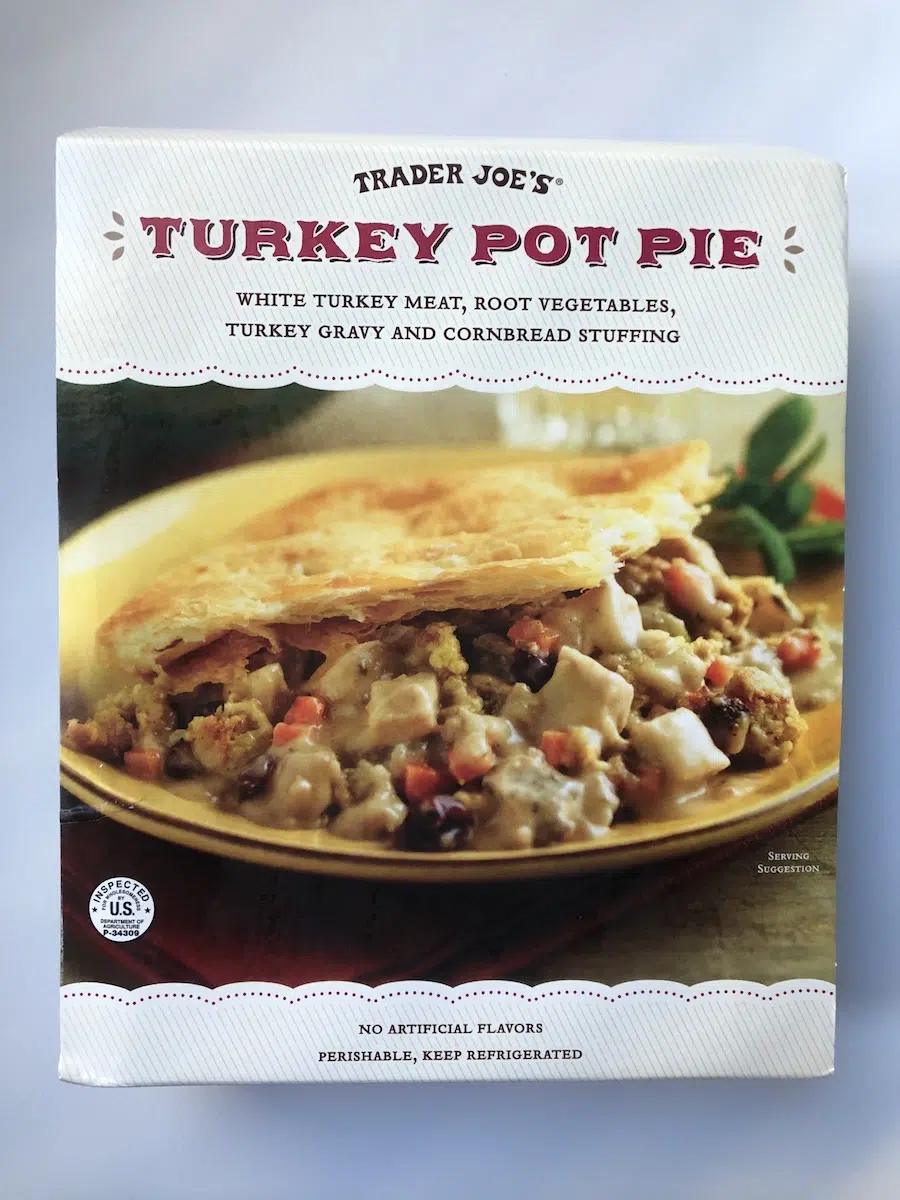 TRADER JOE'S®
TURKEY POT PIE
WHITE TURKEY MEAT, ROOT VEGETABLES,
TURKEY GRAVY AND CORNBREAD STUFFING
SERVING
SUGGESTION
INSPECTED
FOR WHOLESOMENESS
BY
U.S.
DEPARTMENT OF
AGRICULTURE
P-34309
NO ARTIFICIAL FLAVORS
PERISHABLE, KEEP REFRIGERATED